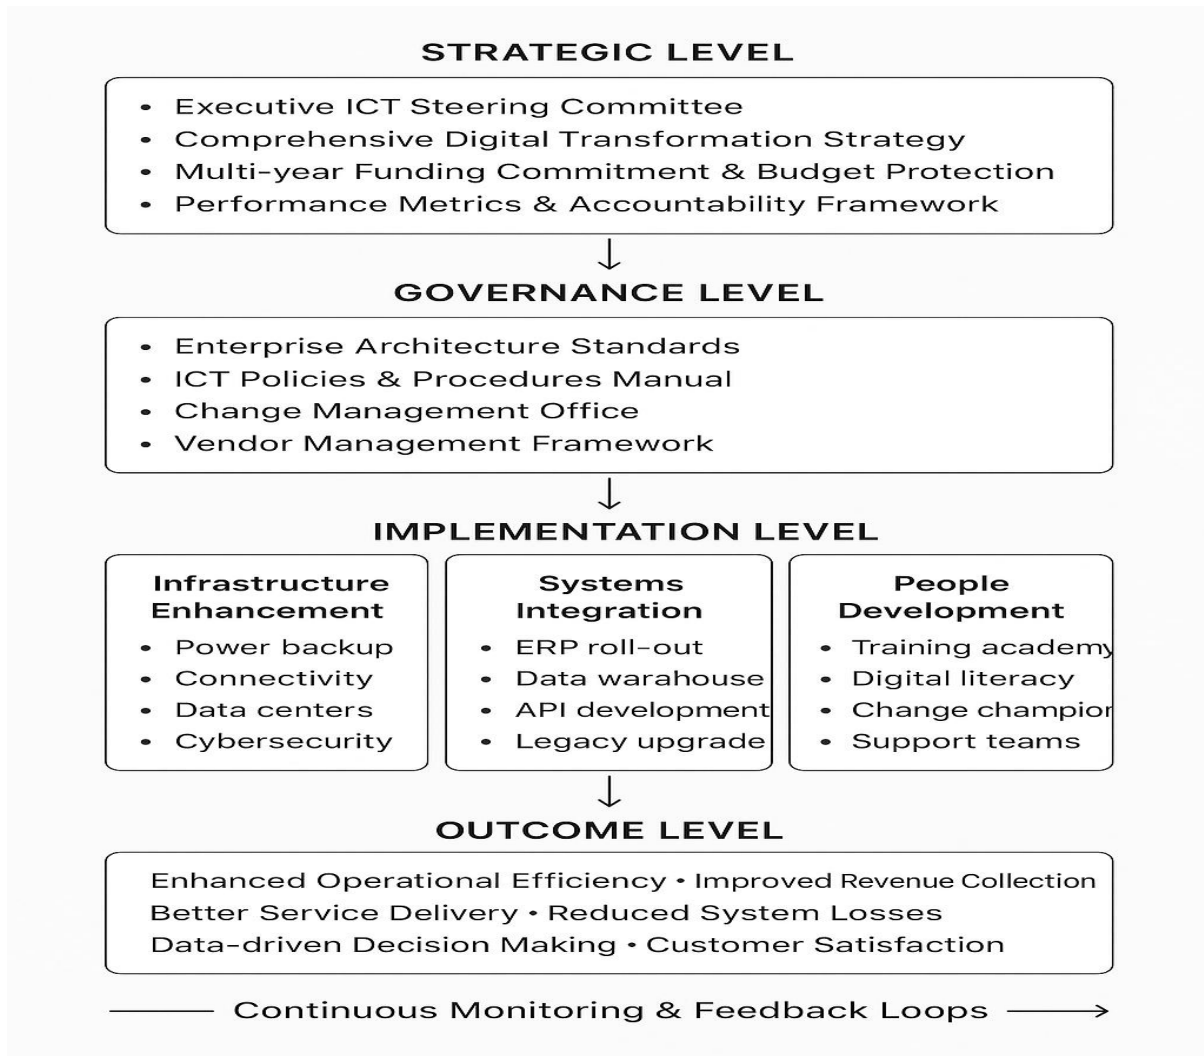 STRATEGIC LEVEL
• Executive ICT Steering Committee
• Comprehensive Digital Transformation Strategy
• Multi-year Funding Commitment & Budget Protection
• Performance Metrics & Accountability Framework
GOVERNANCE LEVEL
• Enterprise Architecture Standards
• ICT Policies & Procedures Manual
• Change Management Office
• Vendor Management Framework
IMPLEMENTATION LEVEL
Infrastructure
Enhancement
• Power backup
• Connectivity
• Data centers
• Cybersecurity
Systems
Integration
• ERP roll-out
• Data warahouse
• API development
• Legacy upgrade
People
Development
• Training academy
• Digital literacy
• Change champior
• Support teams
OUTCOME LEVEL
Enhanced Operational Efficiency • Improved Revenue Collection
Better Service Delivery • Reduced System Losses
Data-driven Decision Making • Customer Satisfaction
Continuous Monitoring & Feedback Loops